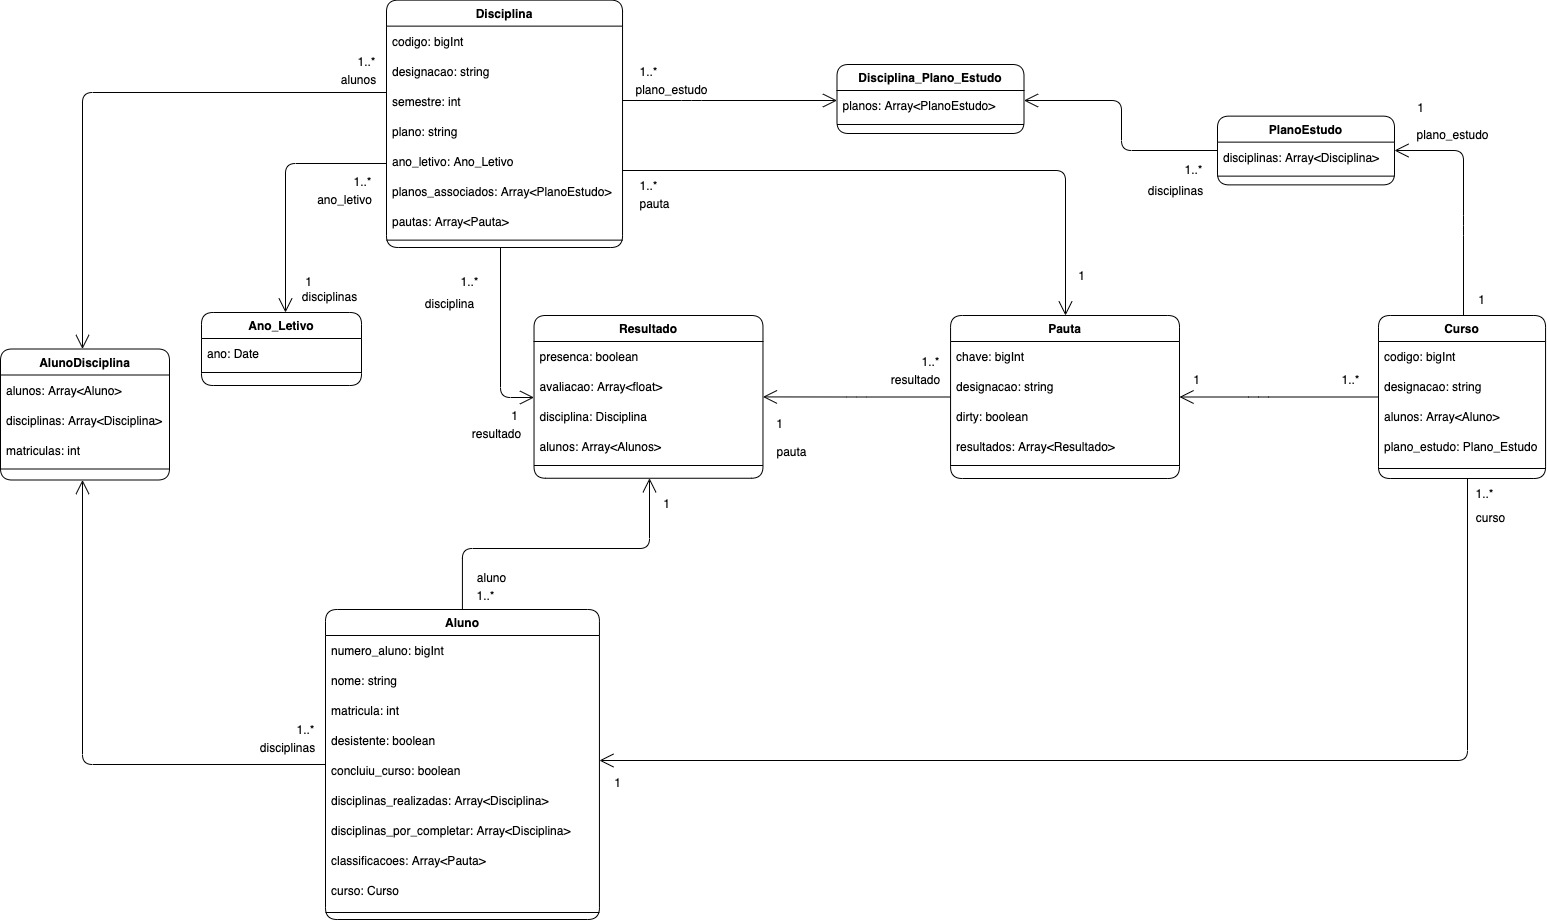 Disciplina
codigo: bigInt
designacao: string
semestre: int
plano: string
ano_letivo: Ano_Letivo
planos_associados: Array<PlanoEstudo>
pautas: Array<Pauta>
1..*
alunos
1..*
plano_estudo
Disciplina_Plano_Estudo
planos: Array<PlanoEstudo>
1
plano_estudo
PlanoEstudo
disciplinas: Array<Disciplina>
1..*
disciplinas
1..*
ano_letivo
1..*
pauta
1
disciplinas
1..*
disciplina
1
1
Ano_Letivo
ano: Date
AlunoDisciplina
alunos: Array<Aluno>
disciplinas: Array<Disciplina>
matriculas: int
Resultado
presenca: boolean
avaliacao: Array<float>
disciplina: Disciplina
alunos: Array<Alunos>
1
resultado
1..*
resultado
1
pauta
Pauta
chave: bigInt
designacao: string
dirty: boolean
resultados: Array<Resultado>
1
1..*
Curso
codigo: bigInt
designacao: string
alunos: Array<Aluno>
plano_estudo: Plano_Estudo
1..*
curso
1
aluno
1..*
Aluno
numero_aluno: bigInt
nome: string
matricula: int
desistente: boolean
concluiu_curso: boolean
disciplinas_realizadas: Array<Disciplina>
disciplinas_por_completar: Array<Disciplina>
classificacoes: Array<Pauta>
curso: Curso
1..*
disciplinas
1